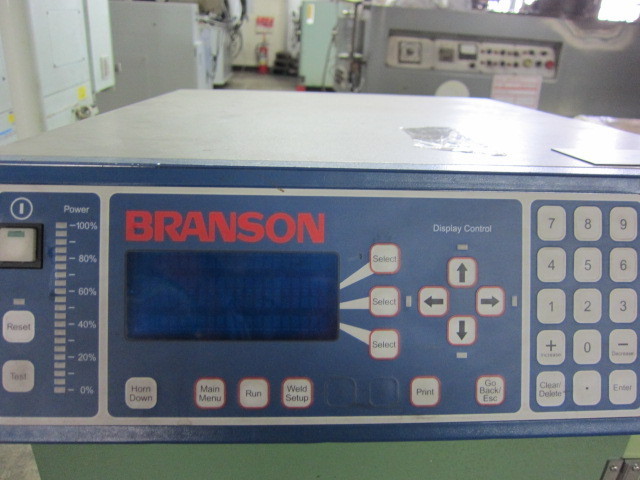 Power
100%
80%
60%
40%
20%
0%
Reset
Test
BRANSON
Select
Select
Select
Display Control
Horn
Down
Main
Menu
Run
Weld
Setup
Print
Go
Back/
Esc
7 8 9
4 5 6
1 2 3
+ 0 −
Increment
Decrease
Clear/
Delete
.
Enter